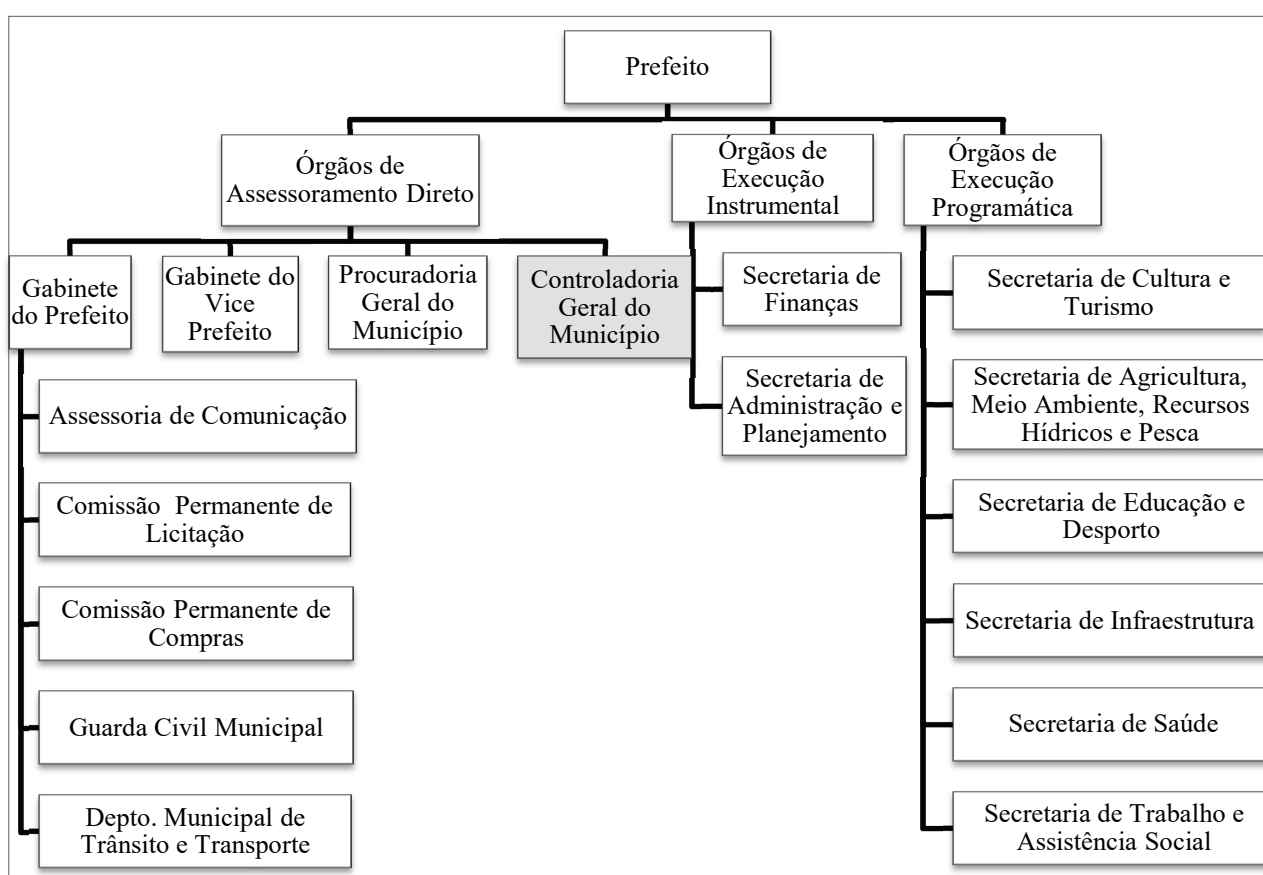 Prefeito
Órgãos de
Assessoramento Direto
Órgãos de
Execução
Instrumental
Órgãos de
Execução
Programática
Gabinete
do Prefeito
Gabinete do
Vice
Prefeito
Procuradoria
Geral do
Município
Controladoria
Geral do
Município
Assessoria de Comunicação
Comissão Permanente de
Licitação
Comissão Permanente de
Compras
Guarda Civil Municipal
Depto. Municipal de
Trânsito e Transporte
Secretaria de
Finanças
Secretaria de
Administração e
Planejamento
Secretaria de Cultura e
Turismo
Secretaria de Agricultura,
Meio Ambiente, Recursos
Hídricos e Pesca
Secretaria de Educação e
Desporto
Secretaria de Infraestrutura
Secretaria de Saúde
Secretaria de Trabalho e
Assistência Social